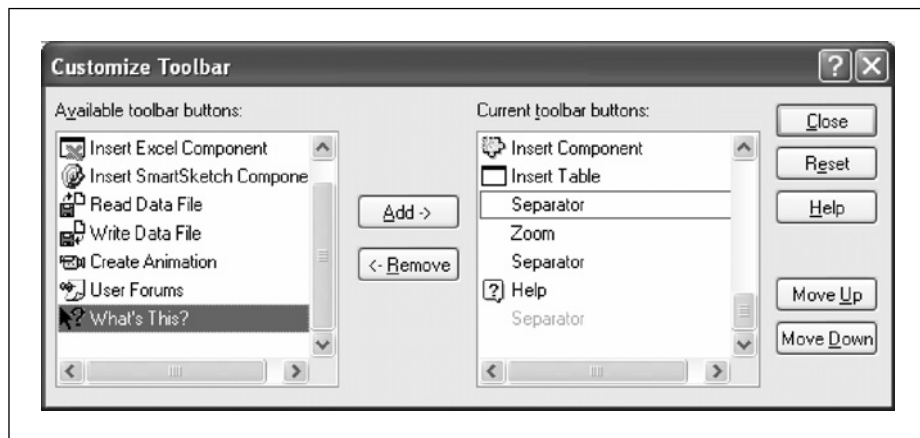 Customize Toolbar
Available toolbar buttons:
Insert Excel Component
Insert SmartSketch Compone
Read Data File
Write Data File
Create Animation
User Forums
What's This?
Add ->
<- Remove
Current toolbar buttons:
Insert Component
Insert Table
Separator
Zoom
Separator
Help
Separator
Close
Reset
Help
Move Up
Move Down